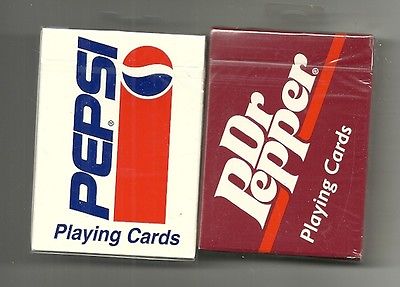 PEPSI®
Playing Cards
Dr
Pepper®
Playing Cards